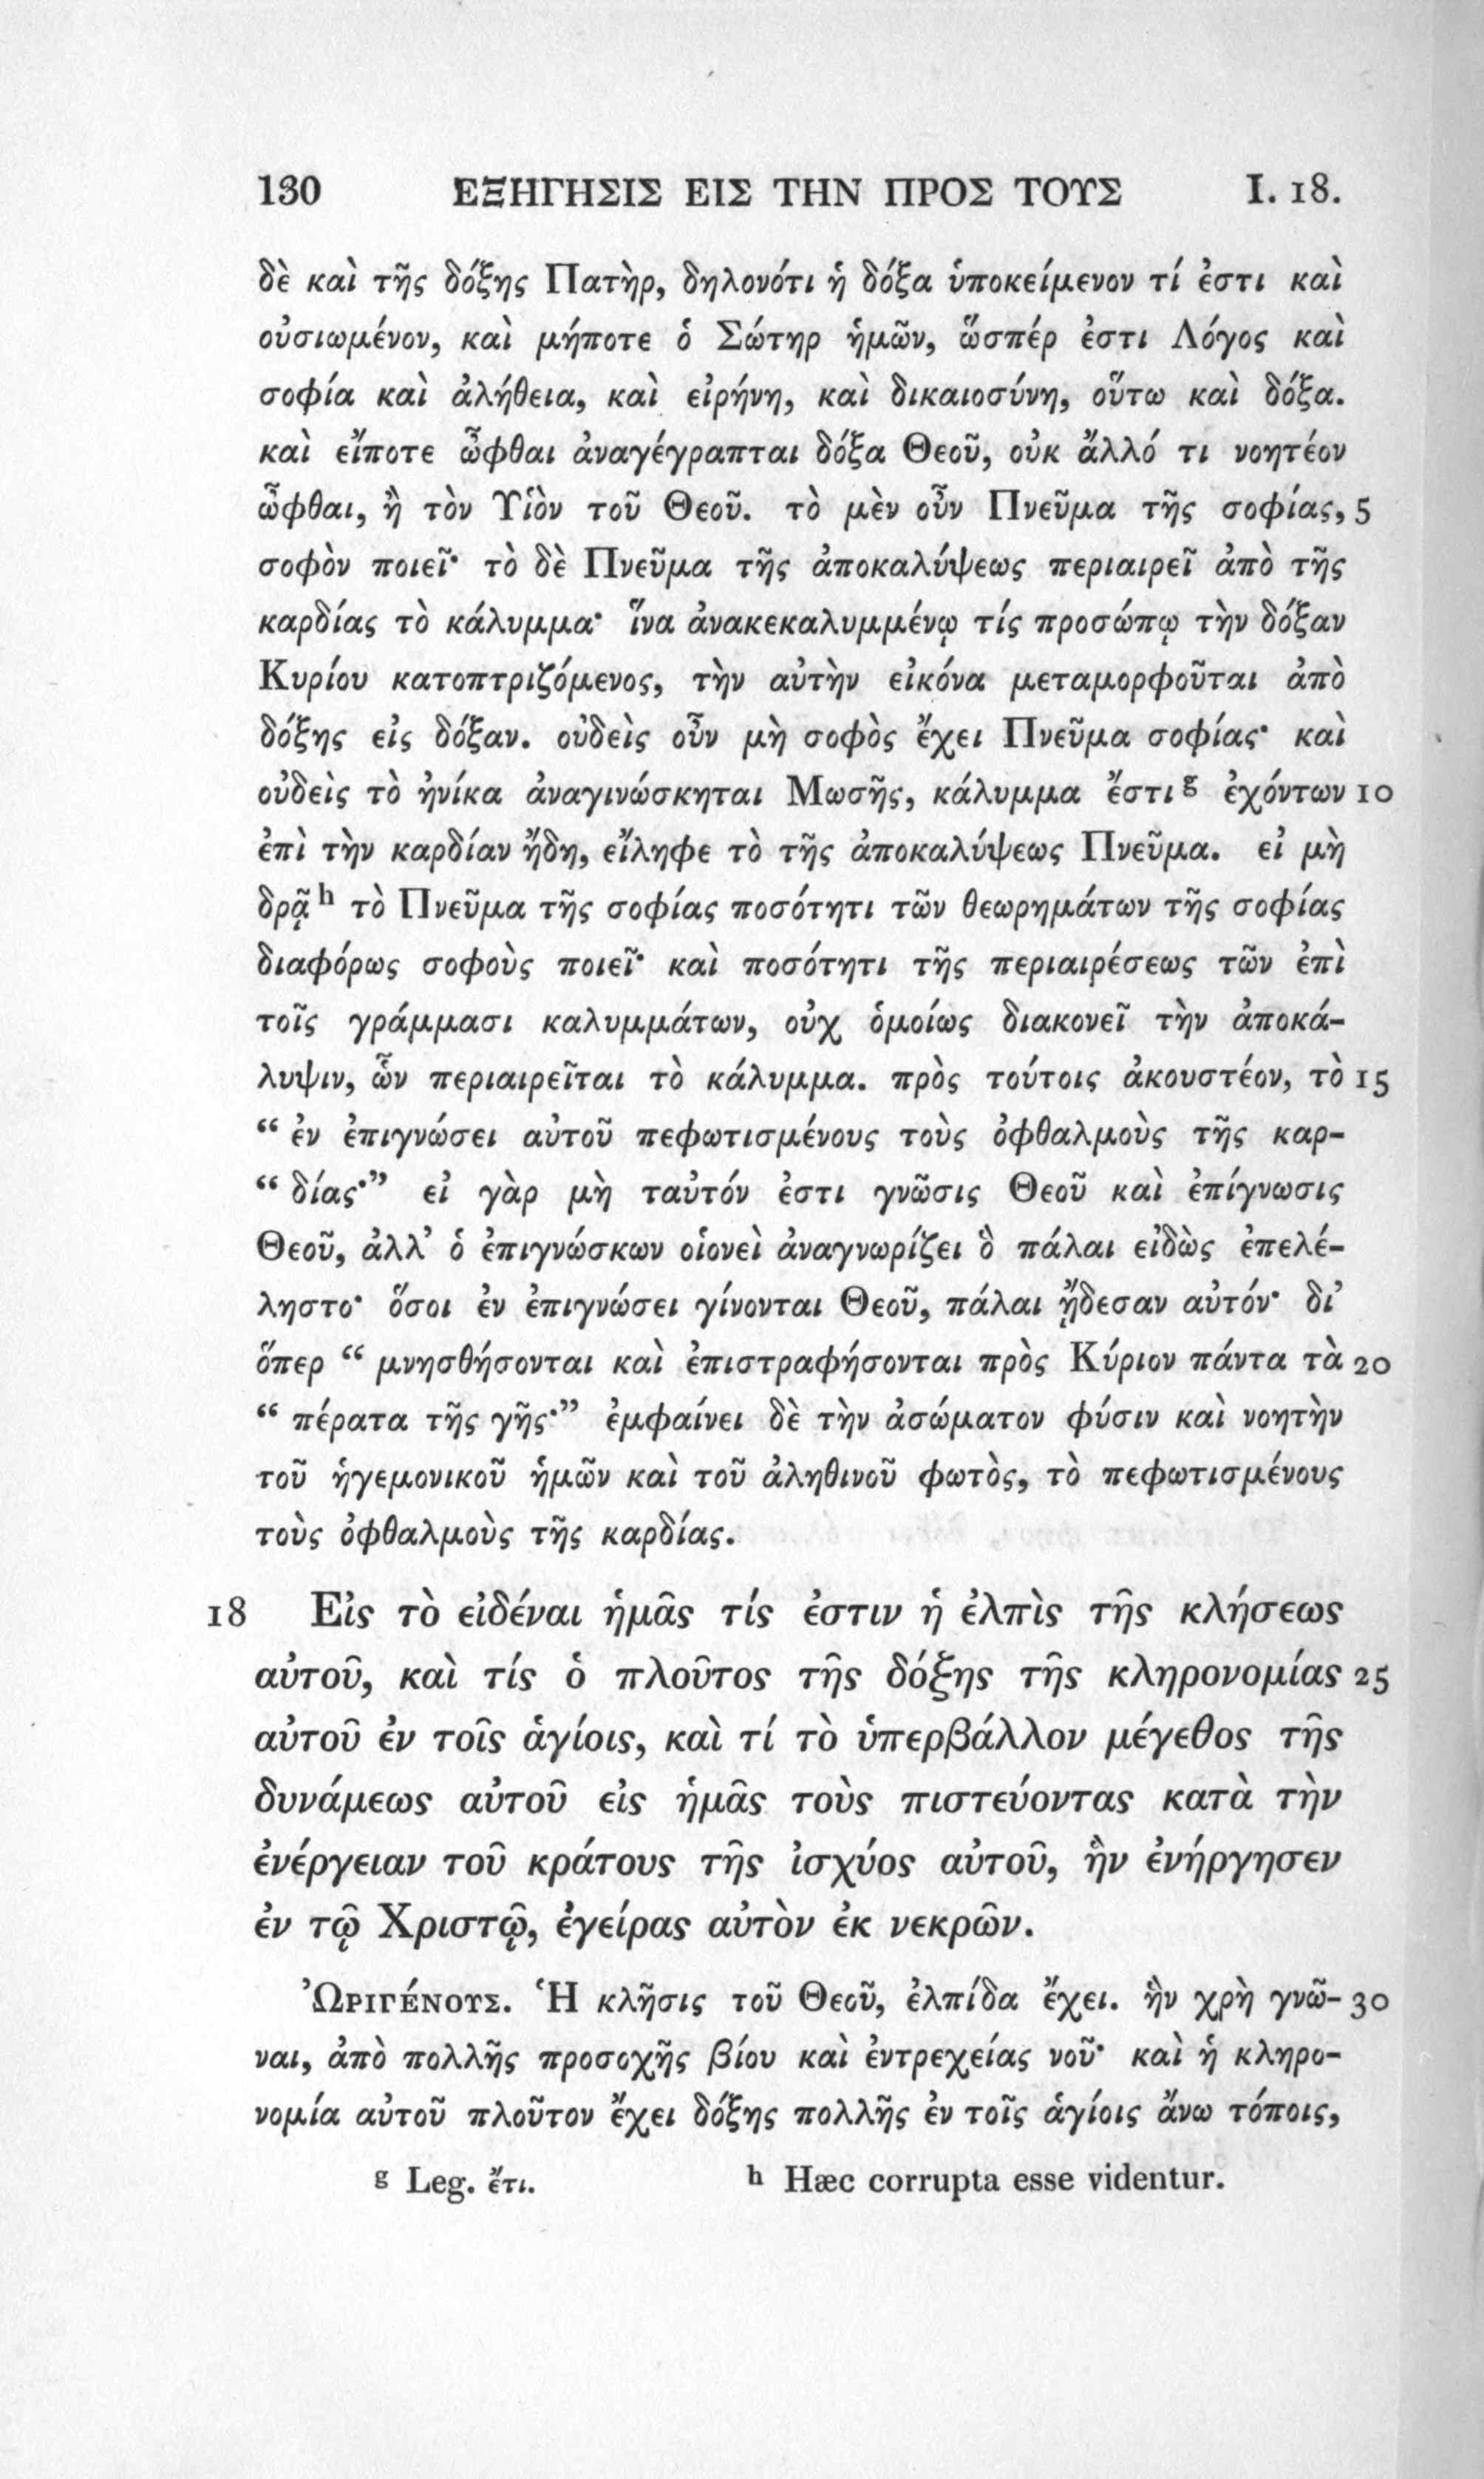 130 ΕΞΗΓΗΣΙΣ ΕΙΣ ΤΗΝ ΠΡΟΣ ΤΟΥΣ I. 18.
δὲ καὶ τῆς δόξης Πατὴρ, δηλονότι ἡ δόξα ὑποκείμενον τί ἐστι καὶ
οὐσιωμένον, καὶ μήποτε ὁ Σώτηρ ἡμῶν, ὥσπέρ ἐστι Λόγος καὶ
σοφία καὶ ἀλήθεια, καὶ εἰρήνη, καὶ δικαιοσύνη, οὕτω καὶ δόξα.
καὶ εἴποτε ὦφθαι ἀναγέγραπται δόξα Θεοῦ, οὐκ ἄλλό τι νοητέον
ὦφθαι, ἢ τὸν Υἱὸν τοῦ Θεοῦ. τὸ μὲν οὖν Πνεῦμα τῆς σοφίας, 5
σοφὸν ποιεῖ· τὸ δὲ Πνεῦμα τῆς ἀποκαλύψεως περιαιρεῖ ἀπὸ τῆς
καρδίας τὸ κάλυμμα· ἵνα ἀνακεκαλυμμένῳ τίς προσώπῳ τὴν δόξαν
Κυρίου κατοπτριζόμενος, τὴν αὐτὴν εἰκόνα μεταμορφοῦται ἀπὸ
δόξης εἰς δόξαν. οὐδεὶς οὖν μὴ σοφὸς ἔχει Πνεῦμα σοφίας· καὶ
οὐδεὶς τὸ ἡνίκα ἀναγινώσκηται Μωσῆς, κάλυμμα ἔστι g ἐχόντων 10
ἐπὶ τὴν καρδίαν ἤδη, εἴληφε τὸ τῆς ἀποκαλύψεως Πνεῦμα. εἰ μὴ
δρᾷ h τὸ Πνεῦμα τῆς σοφίας ποσότητι τῶν θεωρημάτων τῆς σοφίας
διαφόρως σοφοὺς ποιεῖ· καὶ ποσότητι τῆς περιαιρέσεως τῶν ἐπὶ
τοῖς γράμμασι καλυμμάτων, οὐχ ὁμοίως διακονεῖ τὴν ἀποκά-
λυψιν, ὧν περιαιρεῖται τὸ κάλυμμα. πρὸς τούτοις ἀκουστέον, τὸ 15
“ ἐν ἐπιγνώσει αὐτοῦ πεφωτισμένους τοὺς ὀφθαλμοὺς τῆς καρ-
“ δίας·” εἰ γὰρ μὴ ταὐτόν ἐστι γνῶσις Θεοῦ καὶ ἐπίγνωσις
Θεοῦ, ἀλλ’ ὁ ἐπιγνώσκων οἱονεὶ ἀναγνωρίζει ὃ πάλαι εἰδὼς ἐπελέ-
ληστο· ὅσοι ἐν ἐπιγνώσει γίνονται Θεοῦ, πάλαι ᾔδεσαν αὐτόν· δι’
ὅπερ “ μνησθήσονται καὶ ἐπιστραφήσονται πρὸς Κύριον πάντα τὰ 20
“ πέρατα τῆς γῆς·” ἐμφαίνει δὲ τὴν ἀσώματον φύσιν καὶ νοητὴν
τοῦ ἡγεμονικοῦ ἡμῶν καὶ τοῦ ἀληθινοῦ φωτὸς, τὸ πεφωτισμένους
τοὺς ὀφθαλμοὺς τῆς καρδίας.
18 Εἰς τὸ εἰδέναι ἡμᾶς τίς ἐστιν ἡ ἐλπὶς τῆς κλήσεως
αὐτοῦ, καὶ τίς ὁ πλοῦτος τῆς δόξης τῆς κληρονομίας 25
αὐτοῦ ἐν τοῖς ἁγίοις, καὶ τί τὸ ὑπερβάλλον μέγεθος τῆς
δυνάμεως αὐτοῦ εἰς ἡμᾶς τοὺς πιστεύοντας κατὰ τὴν
ἐνέργειαν τοῦ κράτους τῆς ἰσχύος αὐτοῦ, ἣν ἐνήργησεν
ἐν τῷ Χριστῷ, ἐγείρας αὐτὸν ἐκ νεκρῶν.
ὨΡΙΓΈΝΟΥΣ. Ἡ κλῆσις τοῦ Θεοῦ, ἐλπίδα ἔχει. ἣν χρὴ γνῶ- 30
ναι, ἀπὸ πολλῆς προσοχῆς βίου καὶ ἐντρεχείας νοῦ· καὶ ἡ κληρο-
νομία αὐτοῦ πλοῦτον ἔχει δόξης πολλῆς ἐν τοῖς ἁγίοις ἄνω τόποις,
g Leg. ἔτι. h Hæc corrupta esse videntur.